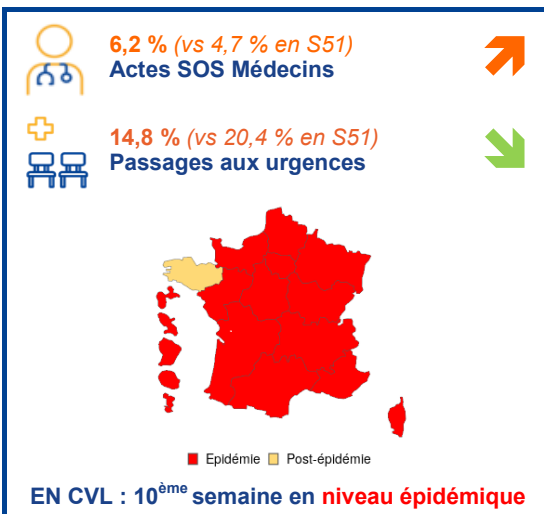 6,2 % (vs 4,7 % en S51)
Actes SOS Médecins
14,8 % (vs 20,4 % en S51)
Passages aux urgences
Epidémie Post-épidémie
EN CVL : 10ème semaine en niveau épidémique